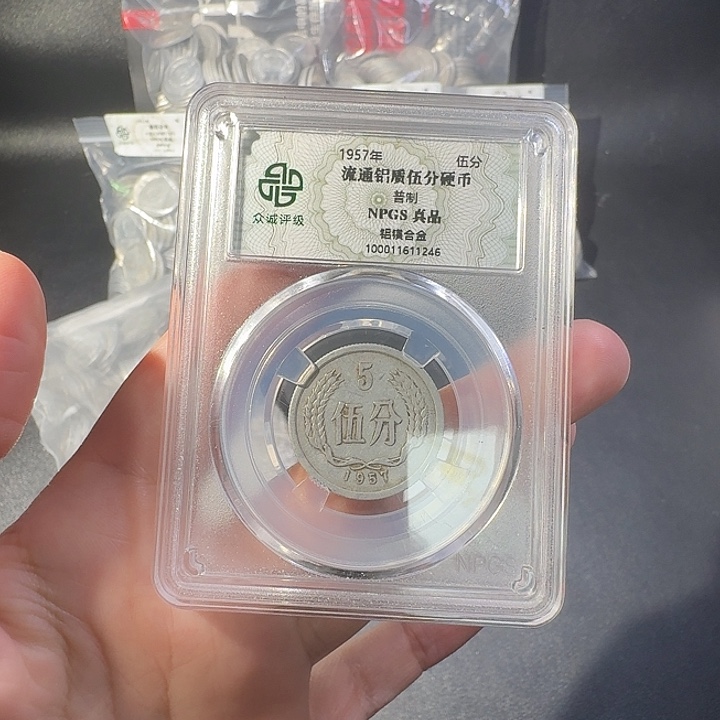 1957年 伍分
流通铝质伍分硬币
普制
NPGS 真品
铝镁合金
100011611246
众诚评级
5
伍分
1957
NPG